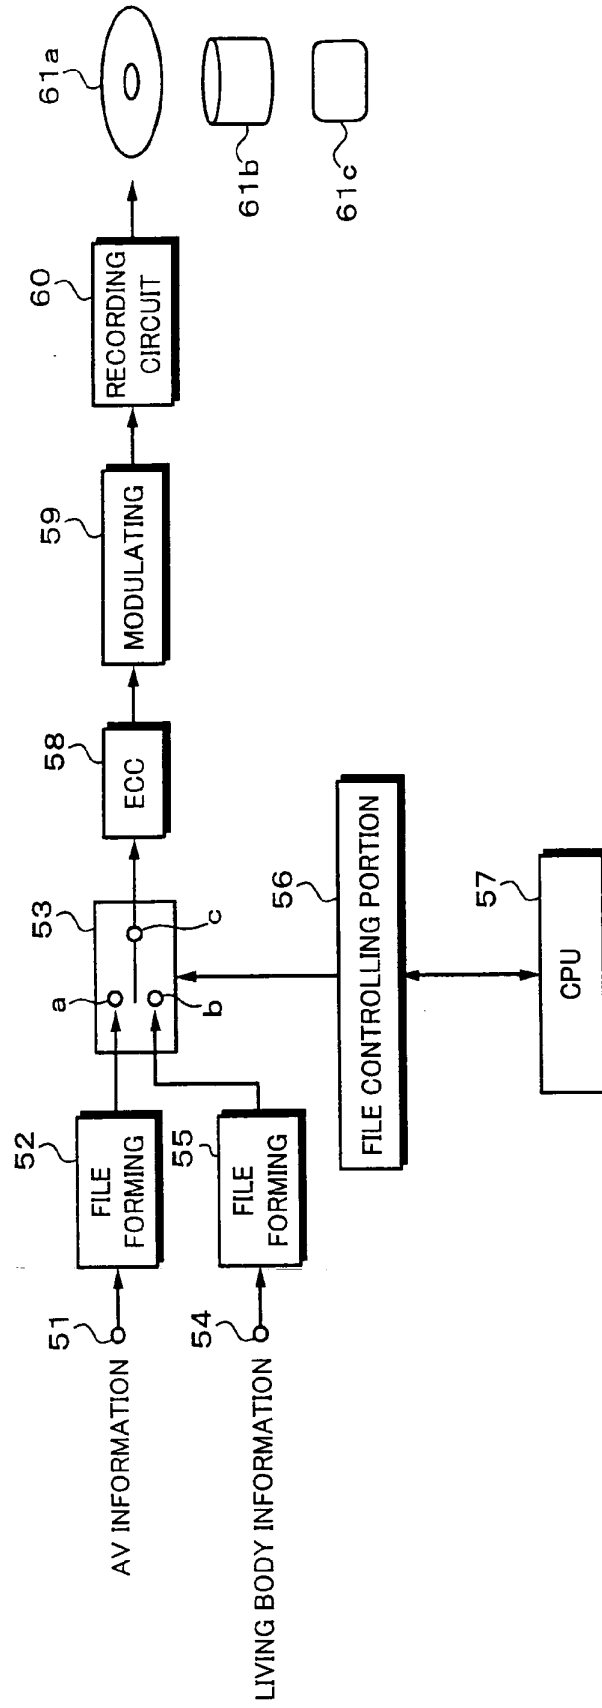 AV INFORMATION
51
FILE
FORMING
52
LIVING BODY INFORMATION
54
FILE
FORMING
55
53
a
b
c
FILE CONTROLLING PORTION
56
CPU
57
ECC
58
MODULATING
59
RECORDING
CIRCUIT
60
61a
61b
61c